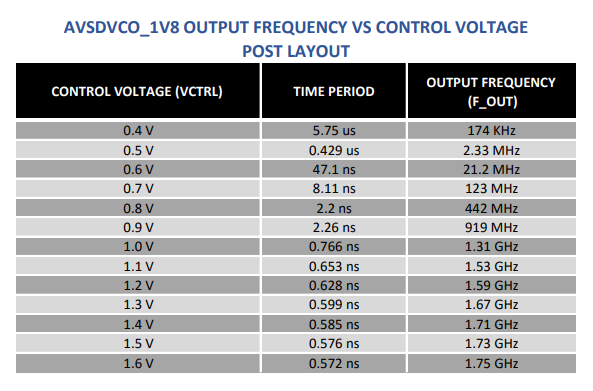 AVSDVCO_1V8 OUTPUT FREQUENCY VS CONTROL VOLTAGE
POST LAYOUT
CONTROL VOLTAGE (VCTRL) TIME PERIOD OUTPUT FREQUENCY (F_OUT)
0.4 V 5.75 us 174 KHz
0.5 V 0.429 us 2.33 MHz
0.6 V 47.1 ns 21.2 MHz
0.7 V 8.11 ns 123 MHz
0.8 V 2.2 ns 442 MHz
0.9 V 2.26 ns 919 MHz
1.0 V 0.766 ns 1.31 GHz
1.1 V 0.653 ns 1.53 GHz
1.2 V 0.628 ns 1.59 GHz
1.3 V 0.599 ns 1.67 GHz
1.4 V 0.585 ns 1.71 GHz
1.5 V 0.576 ns 1.73 GHz
1.6 V 0.572 ns 1.75 GHz